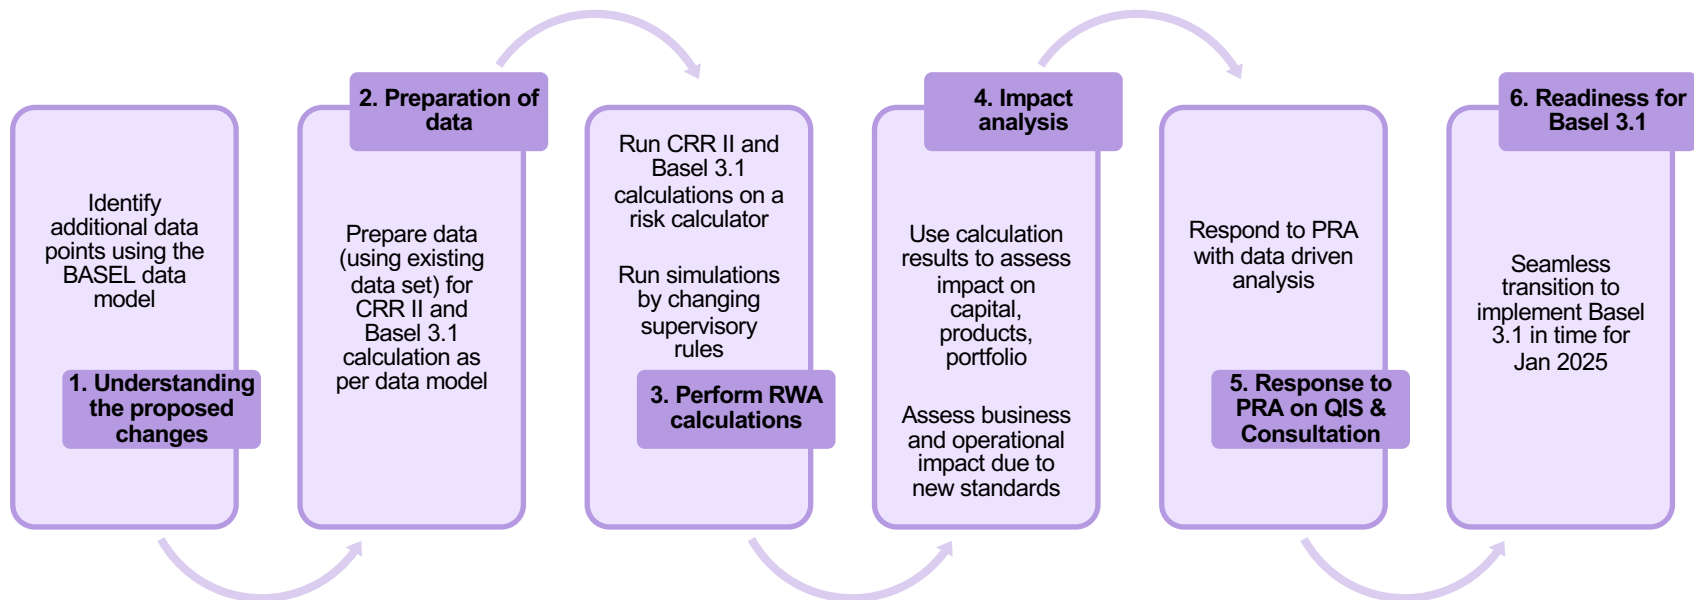 Identify
additional data
points using the
BASEL data
model
1. Understanding
the proposed
changes
2. Preparation of
data
Prepare data
(using existing
data set) for
CRR II and
Basel 3.1
calculation as
per data model
Run CRR II and
Basel 3.1
calculations on a
risk calculator
Run simulations
by changing
supervisory
rules
3. Perform RWA
calculations
4. Impact
analysis
Use calculation
results to assess
impact on
capital,
products,
portfolio
Assess business
and operational
impact due to
new standards
Respond to PRA
with data driven
analysis
5. Response to
PRA on QIS &
Consultation
6. Readiness for
Basel 3.1
Seamless
transition to
implement Basel
3.1 in time for
Jan 2025